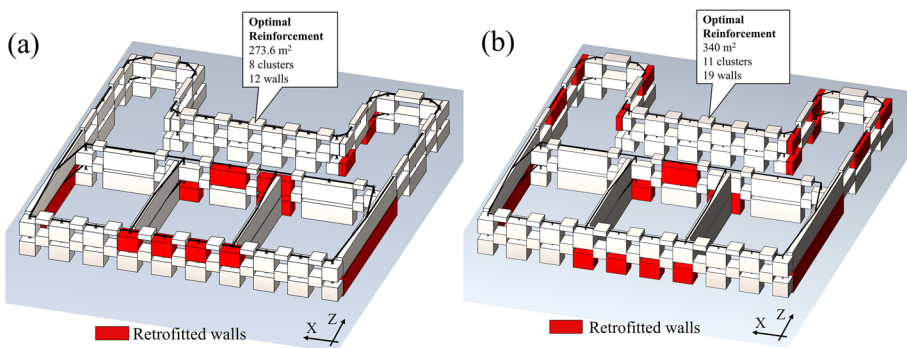 (a)
Optimal
Reinforcement
273.6 m²
8 clusters
12 walls
Retrofitted walls
X
Z
(b)
Optimal
Reinforcement
340 m²
11 clusters
19 walls
Retrofitted walls
X
Z